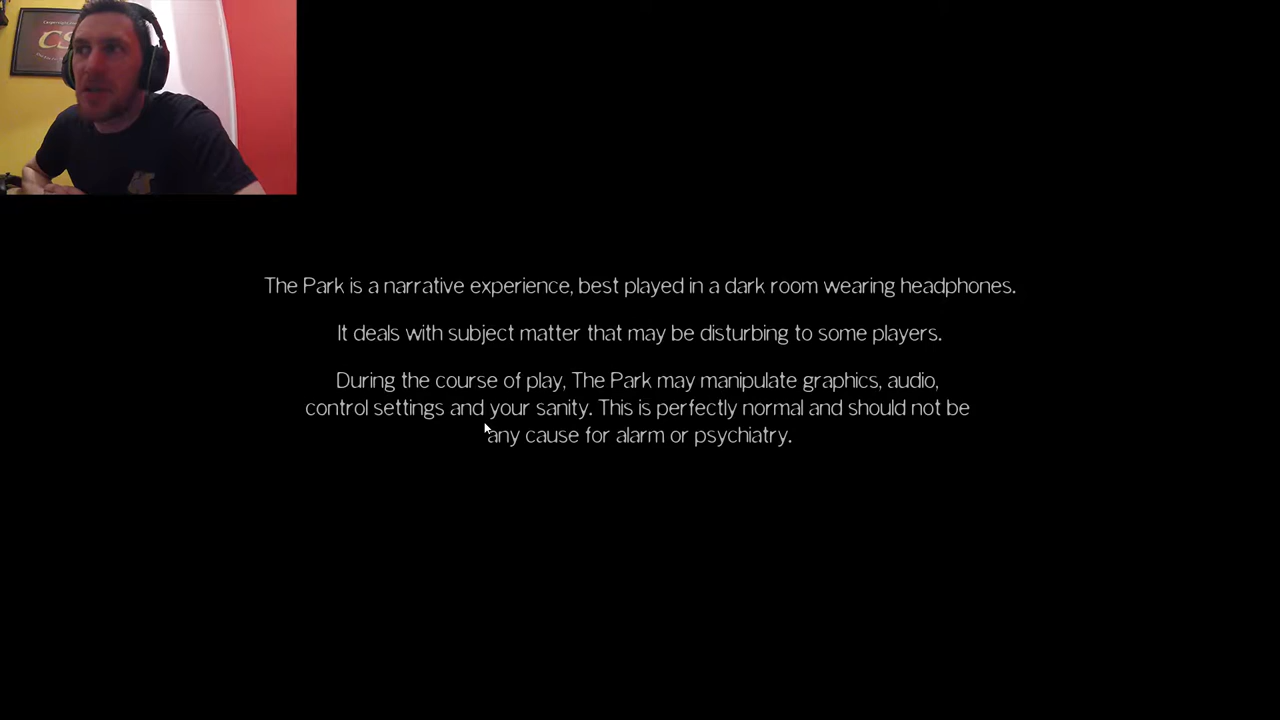 CS
The Park is a narrative experience, best played in a dark room wearing headphones.
It deals with subject matter that may be disturbing to some players.
During the course of play, The Park may manipulate graphics, audio,
control settings and your sanity. This is perfectly normal and should not be
any cause for alarm or psychiatry.